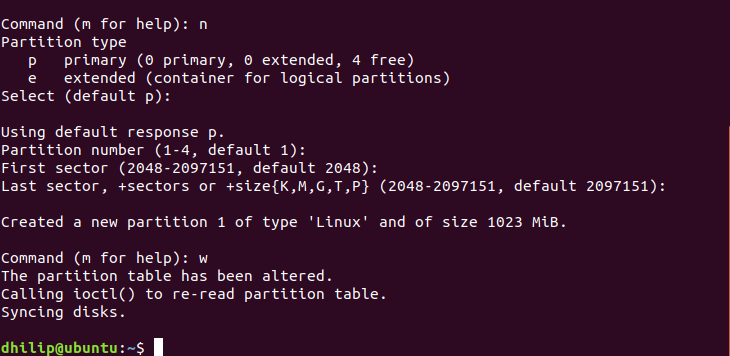 Command (m for help): n
Partition type
   p   primary (0 primary, 0 extended, 4 free)
   e   extended (container for logical partitions)
Select (default p):

Using default response p.
Partition number (1-4, default 1):
First sector (2048-2097151, default 2048):
Last sector, +sectors or +size{K,M,G,T,P} (2048-2097151, default 2097151):

Created a new partition 1 of type 'Linux' and of size 1023 MiB.

Command (m for help): w
The partition table has been altered.
Calling ioctl() to re-read partition table.
Syncing disks.

dhilip@ubuntu:~$